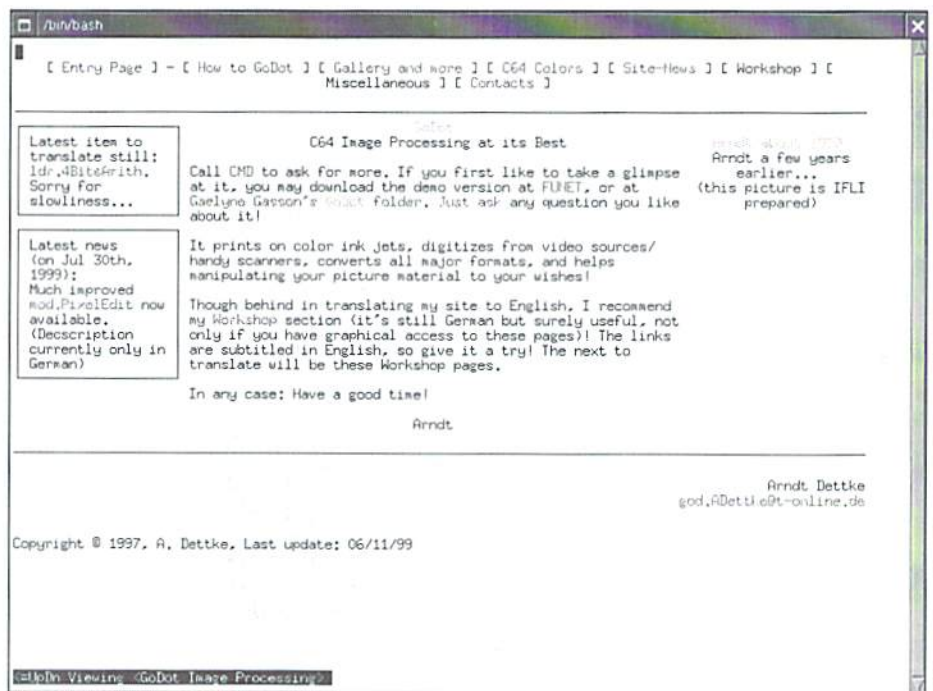 /bin/bash
[ Entry Page ] - [ How to GoDot ] [ Gallery and more ] [ C64 Colors ] [ Site-News ] [ Workshop ] [
Miscellaneous ] [ Contacts ]
GoDot
C64 Image Processing at its Best
Latest item to
translate still:
ldr.4BitArith.
Sorry for
slowliness...
Call CMD to ask for more. If you first like to take a glimpse
at it, you may download the demo version at FUNET, or at
Gaelyne Gasson's GoDot folder. Just ask any question you like
about it!
Arndt a few years
earlier...
(this picture is IFLI
prepared)
Latest news
(on Jul 30th,
1999):
Much improved
mod.PixelEdit now
available.
(Decscription
currently only in
German)
It prints on color ink jets, digitizes from video sources/
handy scanners, converts all major formats, and helps
manipulating your picture material to your wishes!
Though behind in translating my site to English, I recommend
my Workshop section (it's still German but surely useful, not
only if you have graphical access to these pages)! The links
are subtitled in English, so give it a try! The next to
translate will be these Workshop pages.
In any case: Have a good time!
Arndt
Arndt Dettke
god.ADettke@t-online.de
Copyright © 1997, A. Dettke, Last update: 06/11/99
<=UpDn Viewing <GoDot Image Processing>